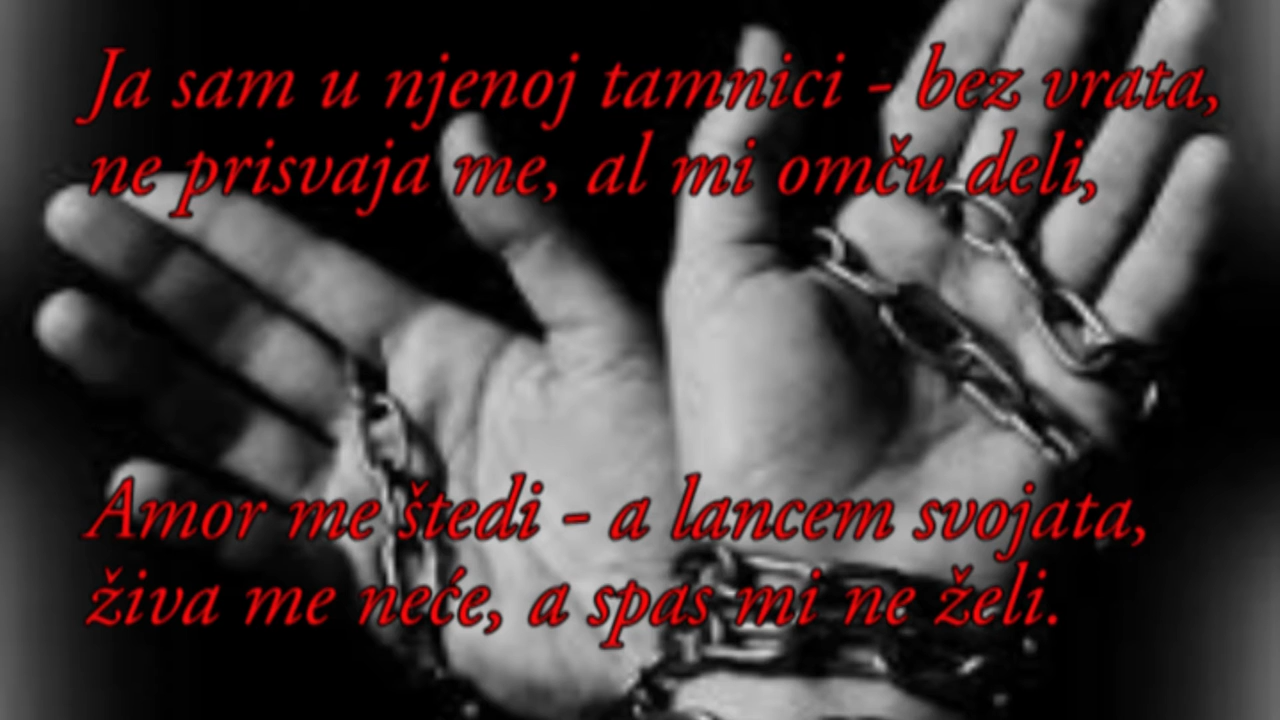 Ja sam u njenoj tamnici - bez vrata,
ne prisvaja me, al mi omču deli,
Amor me štedi - a lancem svojata,
živa me neće, a spas mi ne želi.